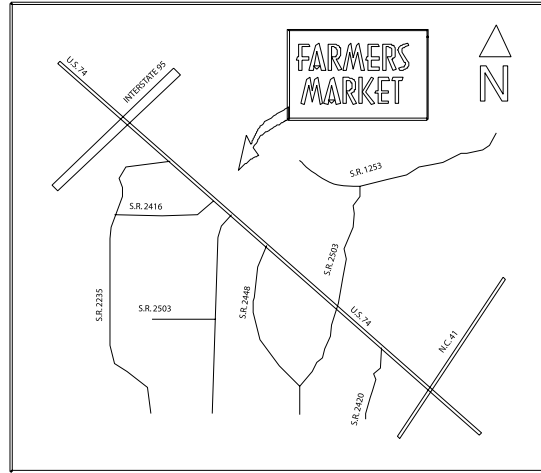 FARMERS
MARKET
N
U.S.74
INTERSTATE 95
S.R. 1253
S.R. 2416
S.R. 2503
S.R. 2235
S.R. 2503
S.R. 2448
U.S.74
N.C. 41
S.R. 2420